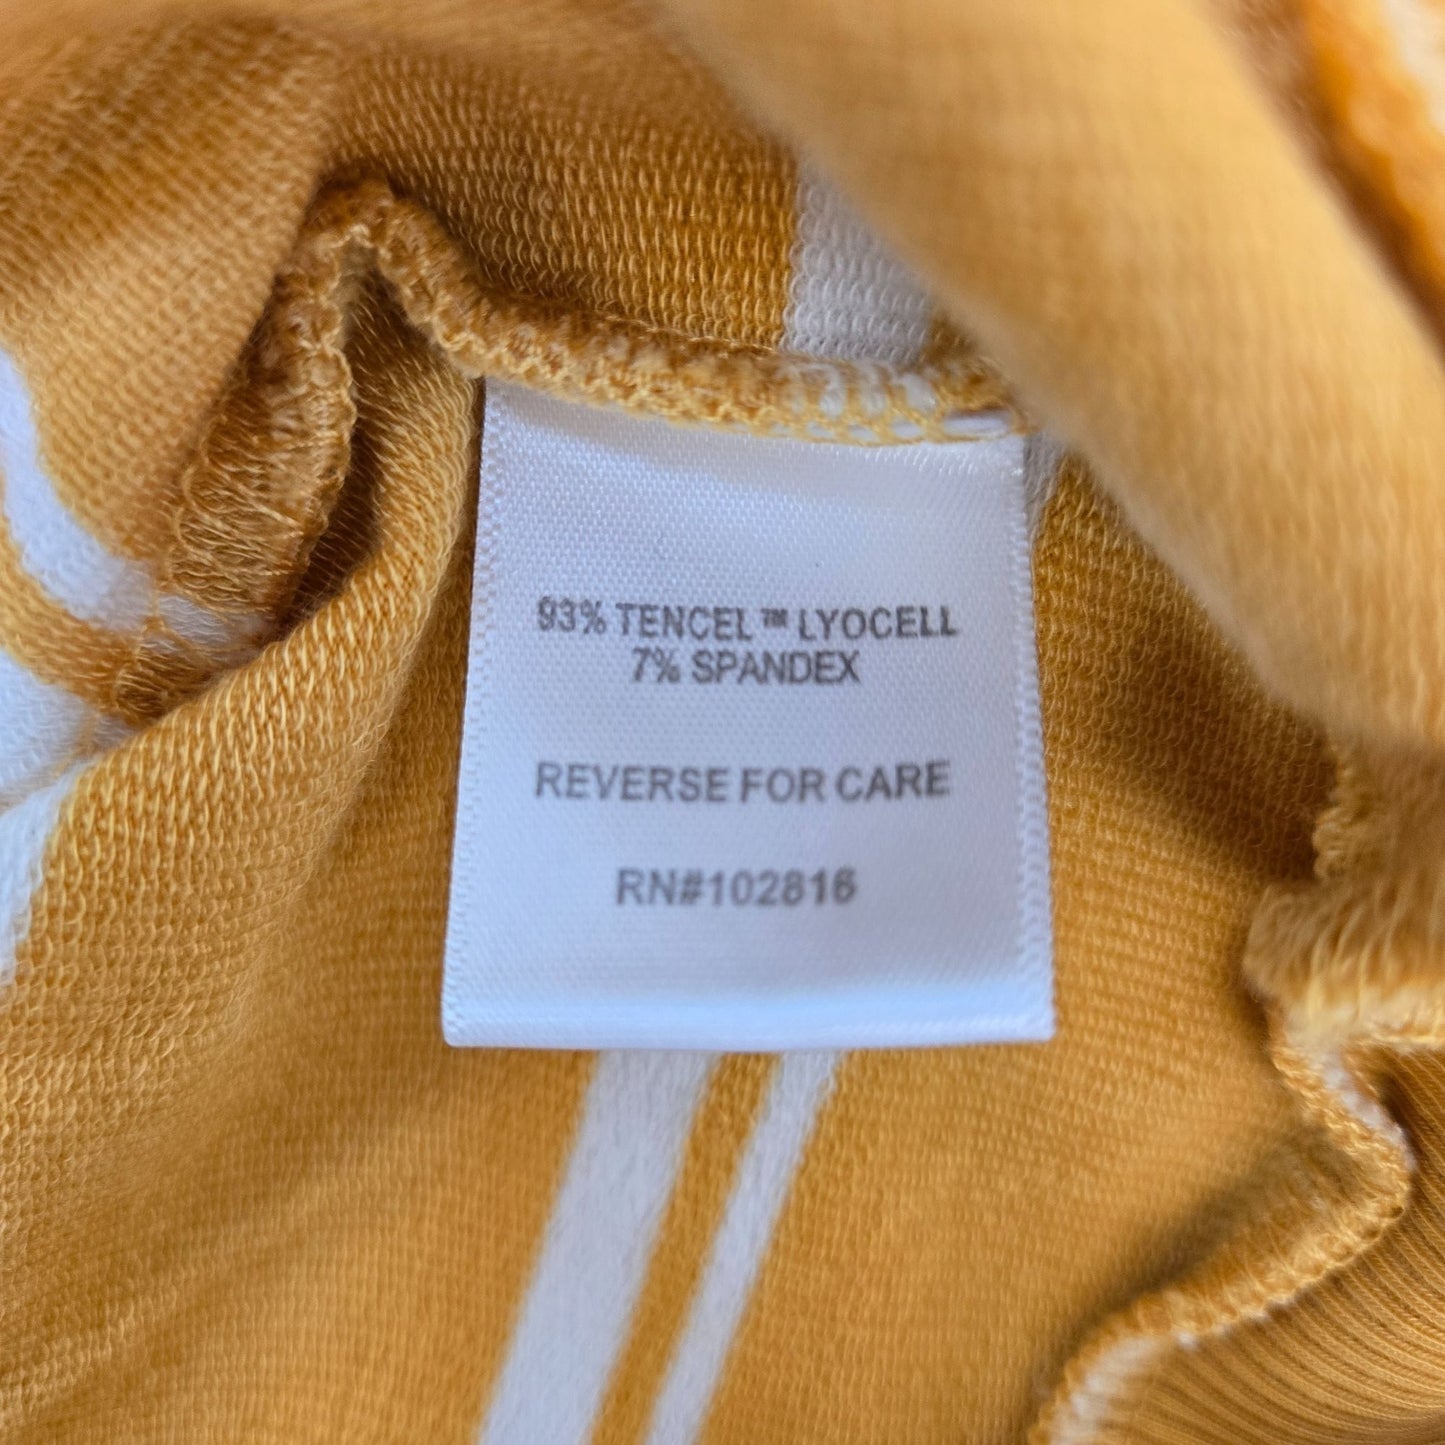 93% TENCEL™ LYOCELL
7% SPANDEX
REVERSE FOR CARE
RN#102816